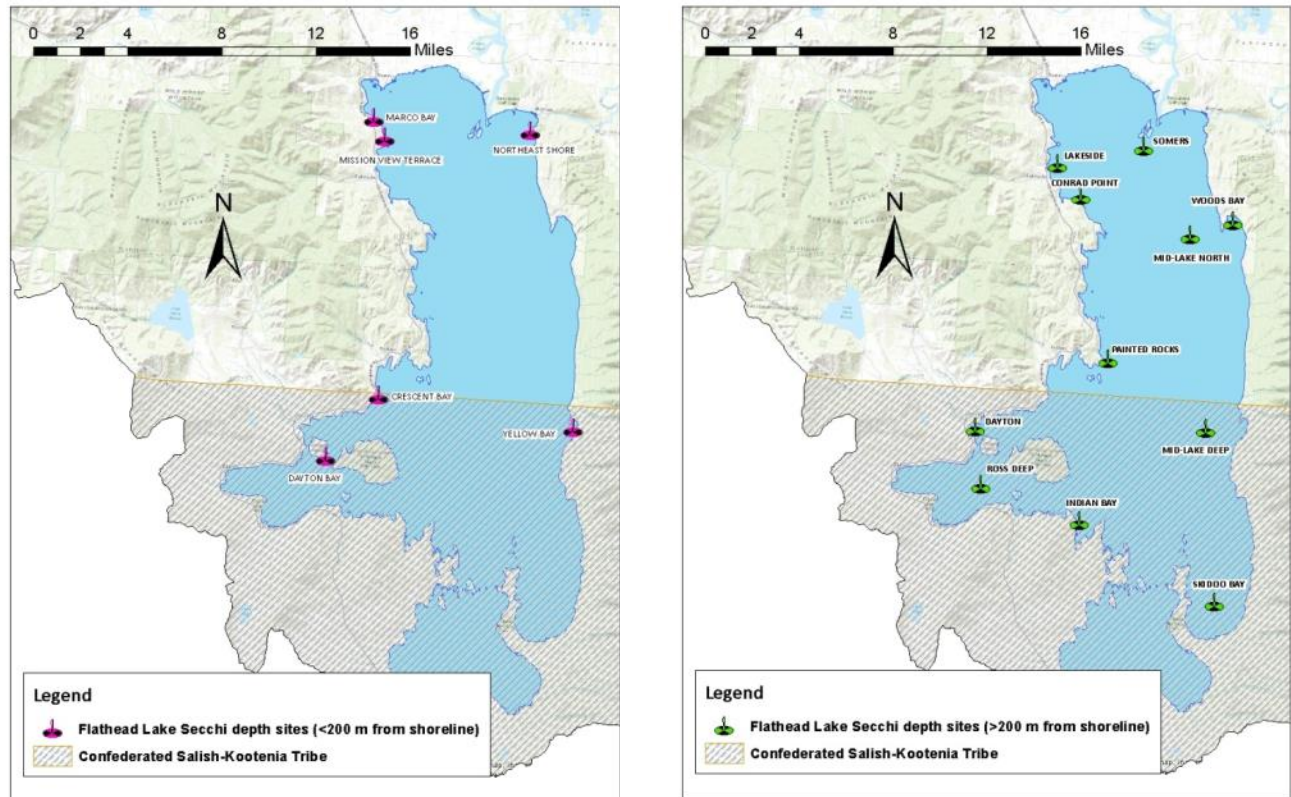 0 4 8 12 16
Miles
MARCO BAY
MISSION VIEW TERRACE
NORTHEAST SHORE
N
CRESCENT BAY
YELLOW BAY
DAYTON BAY
Legend
Flathead Lake Secchi depth sites (<200 m from shoreline)
Confederated Salish-Kootenia Tribe
0 4 8 12 16
Miles
SOMERS
LAKESIDE
CONRAD POINT
WOODS BAY
N
MID-LAKE NORTH
PAINTED ROCKS
DAYTON
MID-LAKE DEEP
ROSS DEEP
INDIAN BAY
SKIDOO BAY
Legend
Flathead Lake Secchi depth sites (>200 m from shoreline)
Confederated Salish-Kootenia Tribe